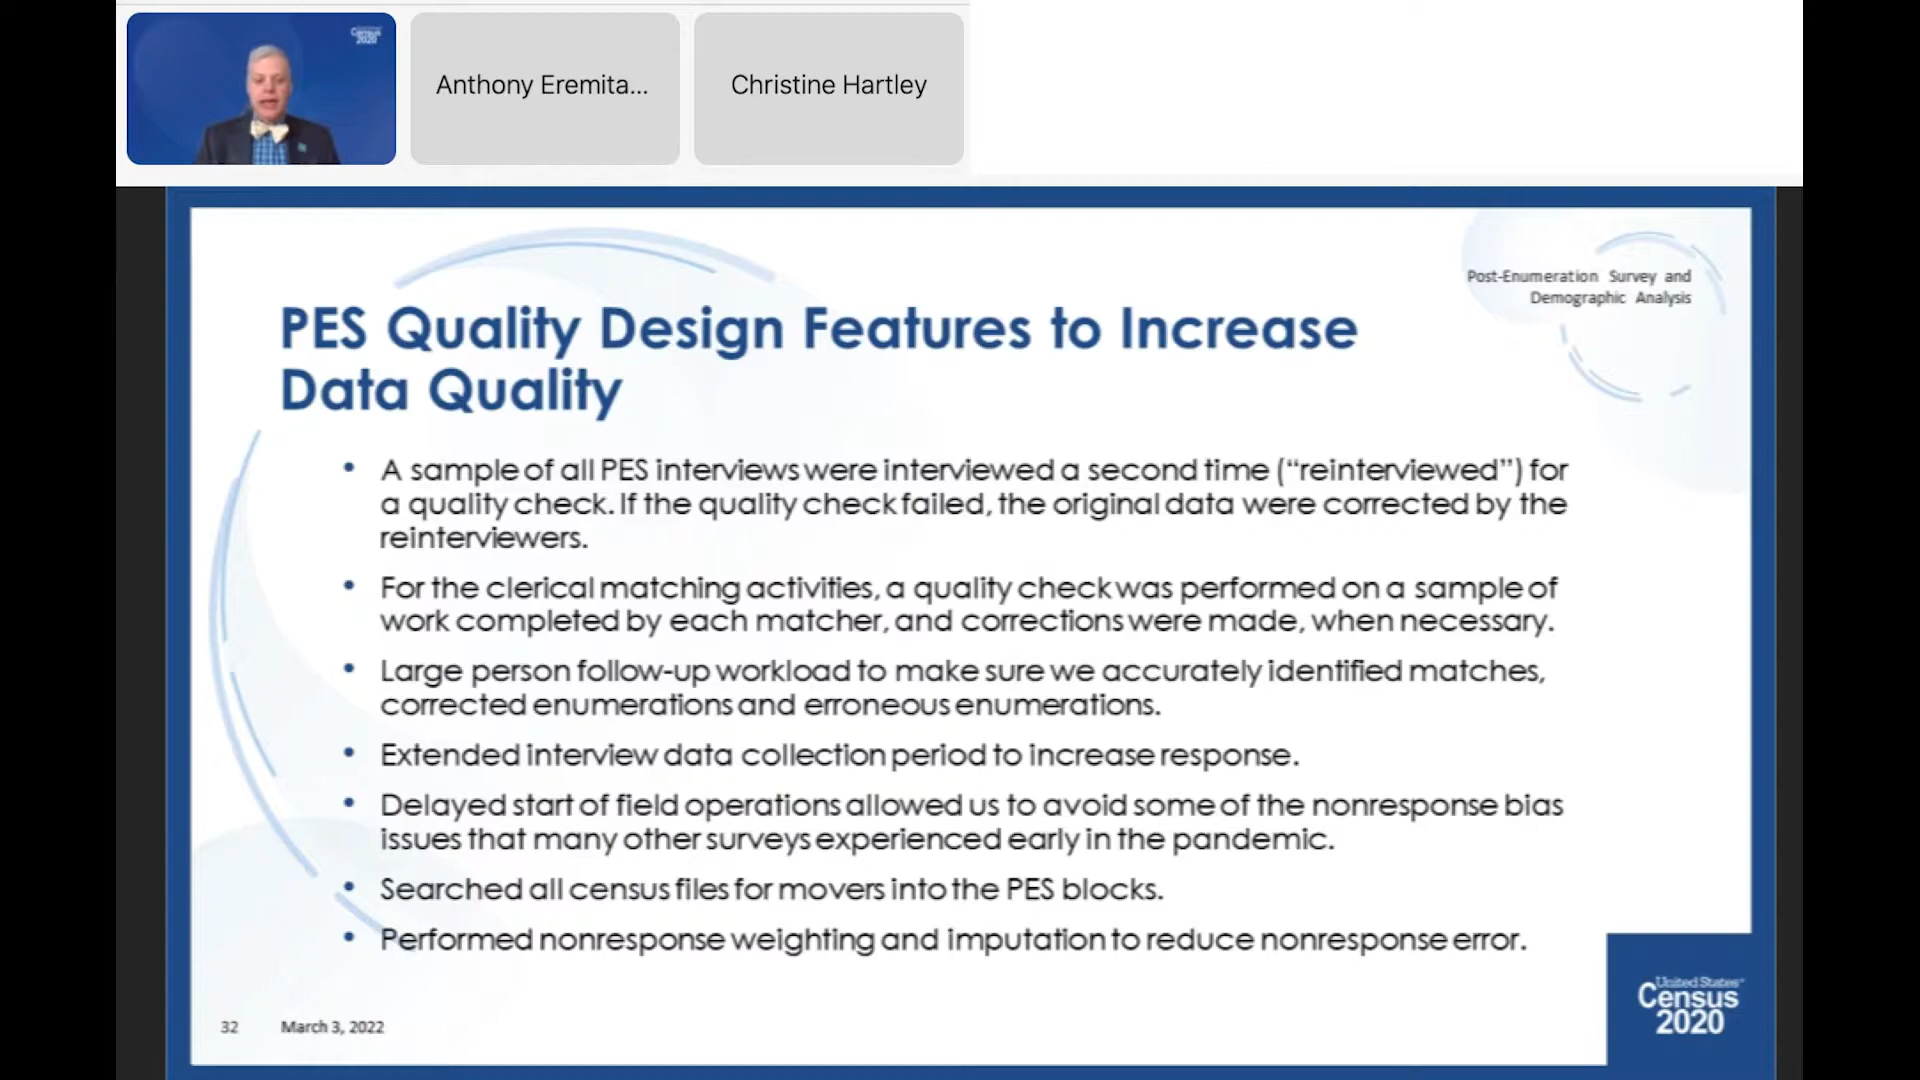 Census
2020
Anthony Eremita...
Christine Hartley
Post-Enumeration Survey and
Demographic Analysis
PES Quality Design Features to Increase
Data Quality
• A sample of all PES interviews were interviewed a second time (“reinterviewed”) for
a quality check. If the quality check failed, the original data were corrected by the
reinterviewers.
• For the clerical matching activities, a quality check was performed on a sample of
work completed by each matcher, and corrections were made, when necessary.
• Large person follow-up workload to make sure we accurately identified matches,
corrected enumerations and erroneous enumerations.
• Extended interview data collection period to increase response.
• Delayed start of field operations allowed us to avoid some of the nonresponse bias
issues that many other surveys experienced early in the pandemic.
• Searched all census files for movers into the PES blocks.
• Performed nonresponse weighting and imputation to reduce nonresponse error.
32 March 3, 2022
United States™
Census
2020